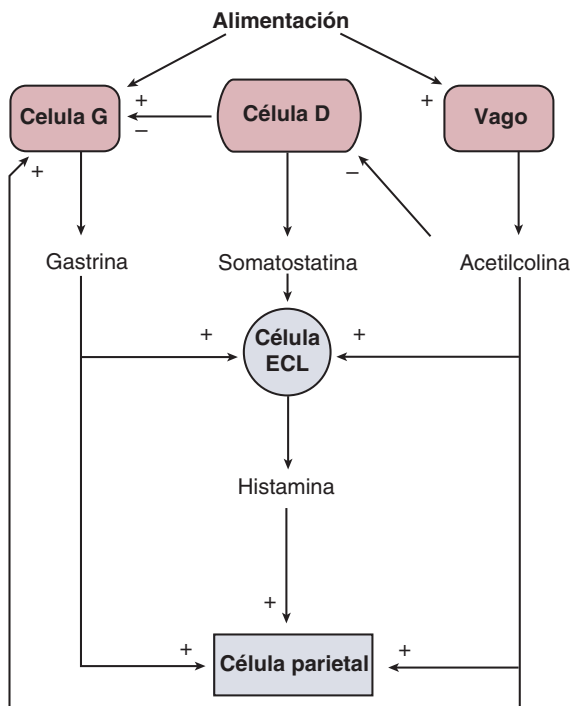 Alimentación
+
+
Celula G
Célula D
Vago
–
+
–
Gastrina
Somatostatina
Acetilcolina
+
+
Célula
ECL
Histamina
+
+
+
Célula parietal